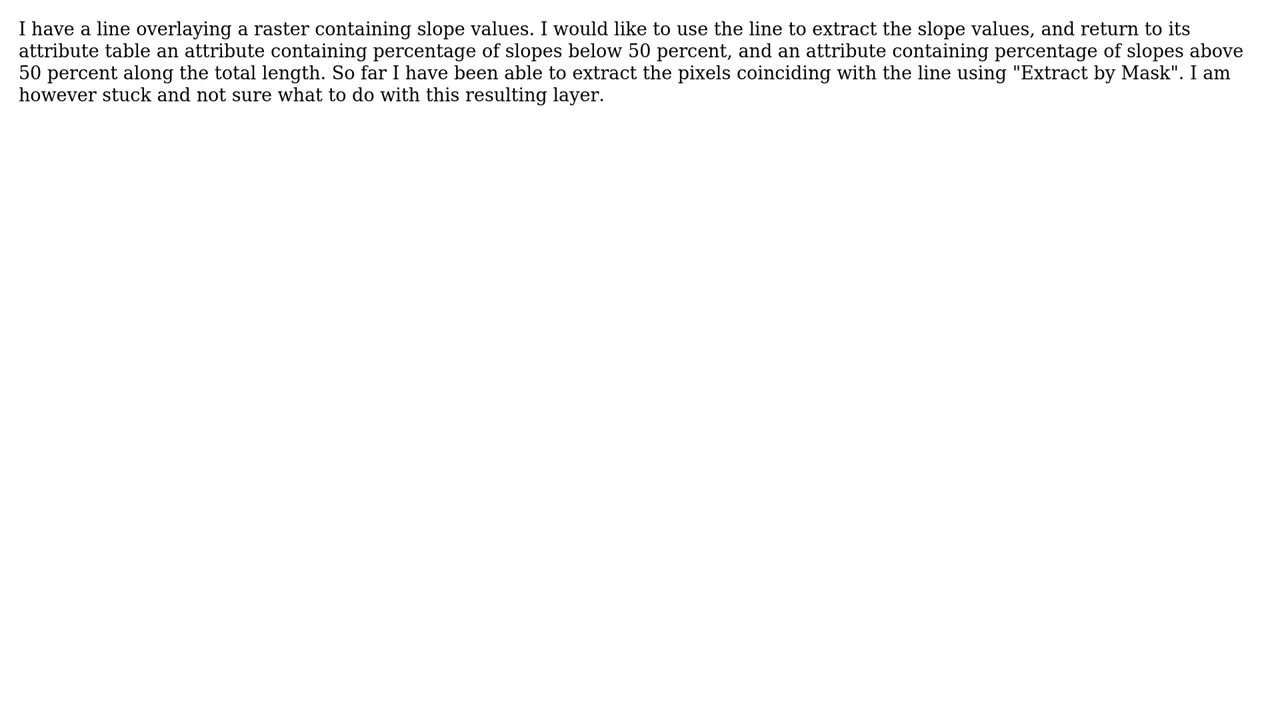 I have a line overlaying a raster containing slope values. I would like to use the line to extract the slope values, and return to its
attribute table an attribute containing percentage of slopes below 50 percent, and an attribute containing percentage of slopes above
50 percent along the total length. So far I have been able to extract the pixels coinciding with the line using "Extract by Mask". I am
however stuck and not sure what to do with this resulting layer.